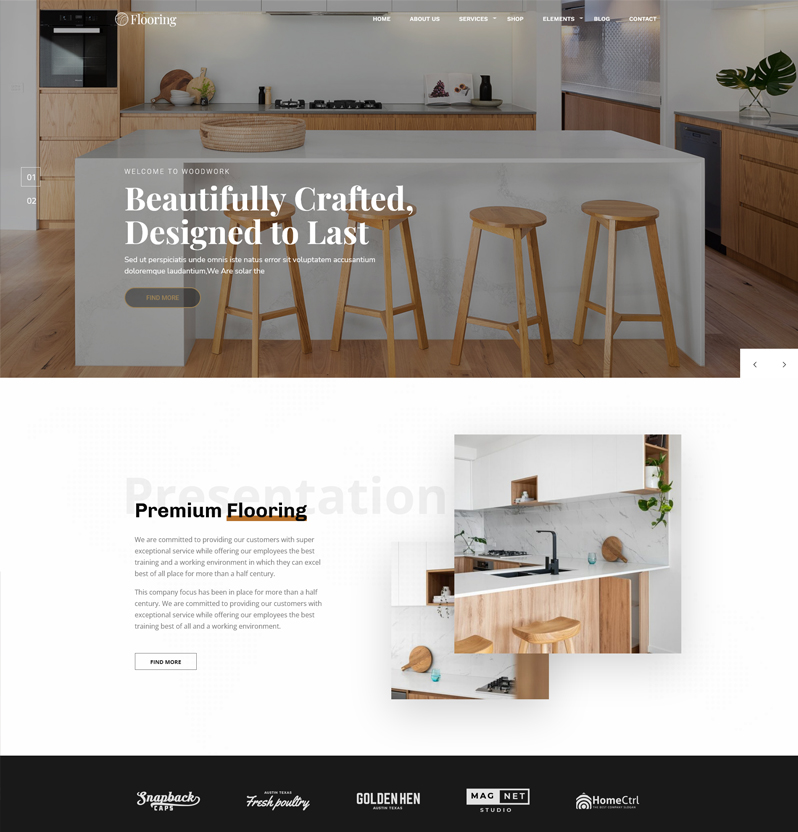 Flooring
HOME ABOUT US SERVICES SHOP ELEMENTS BLOG CONTACT
01
02
WELCOME TO WOODWORK
Beautifully Crafted,
Designed to Last
Sed ut perspiciatis unde omnis iste natus error sit voluptatem accusantium
doloremque laudantium,We Are solar the
FIND MORE
Presentation
Premium Flooring
We are committed to providing our customers with super
exceptional service while offering our employees the best
training and a working environment in which they can excel
best of all place for more than a half century.
This company focus has been in place for more than a half
century. We are committed to providing our customers with
exceptional service while offering our employees the best
training best of all and a working environment.
FIND MORE
Snapback
CAPS
AUSTIN TEXAS
Fresh poultry
GOLDEN HEN
AUSTIN TEXAS
MAG NET
STUDIO
HomeCtrl
THE BEST COMPANY SLOGAN